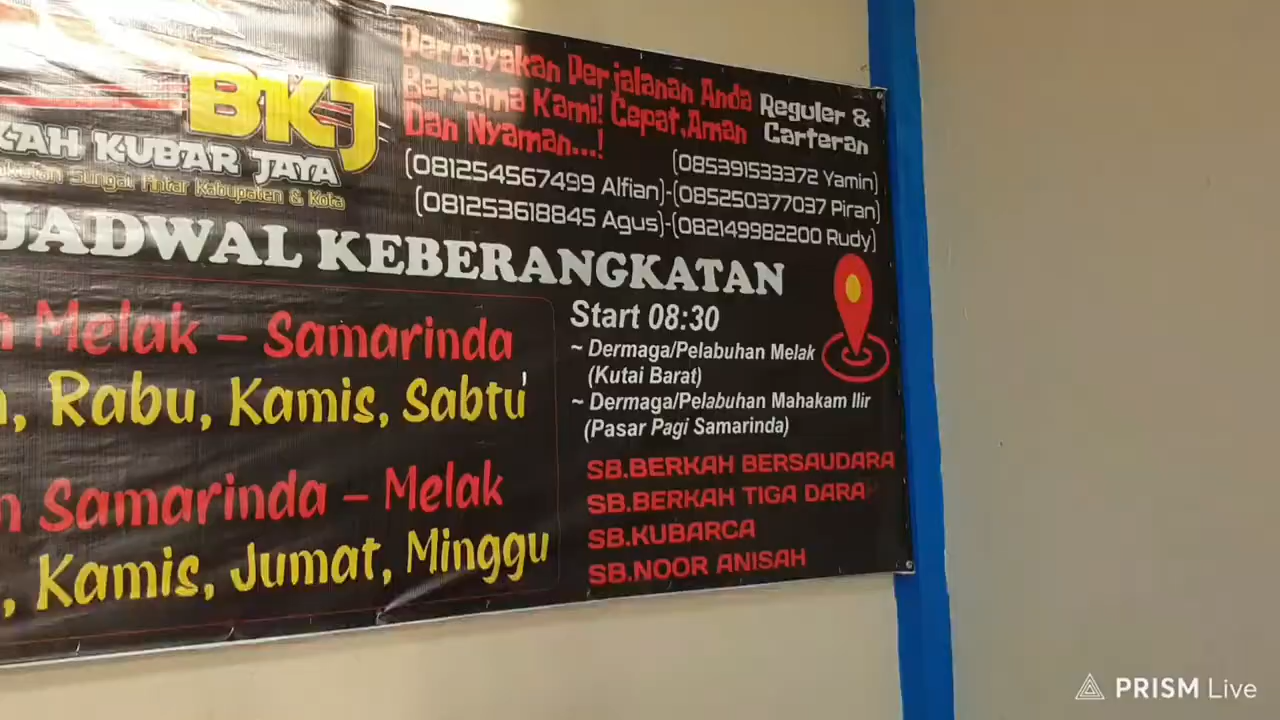 Percayakan Perjalanan Anda
Bersama Kami! Cepat,Aman
Dan Nyaman...!
Reguler &
Carteran
BKJ
KAH KUBAR JAYA
Sungai Antar Kabupaten & Kota
(085391533372 Yamin)
(081254567499 Alfian)-(085250377037 Piran)
(081253618845 Agus)-(082149982200 Rudy)
JADWAL KEBERANGKATAN
Melak – Samarinda
, Rabu, Kamis, Sabtu
Samarinda – Melak
, Kamis, Jumat, Minggu
Start 08:30
~ Dermaga/Pelabuhan Melak
(Kutai Barat)
~ Dermaga/Pelabuhan Mahakam Ilir
(Pasar Pagi Samarinda)
SB.BERKAH BERSAUDARA
SB.BERKAH TIGA DARA
SB.KUBARCA
SB.NOOR ANISAH
PRISM Live